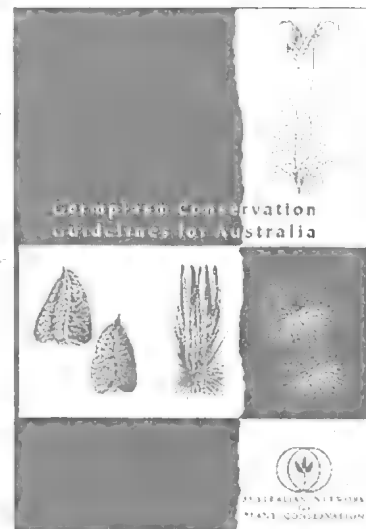 Germplasm Conservation
Guidelines for Australia
AUSTRALIAN NETWORK
for
PLANT CONSERVATION